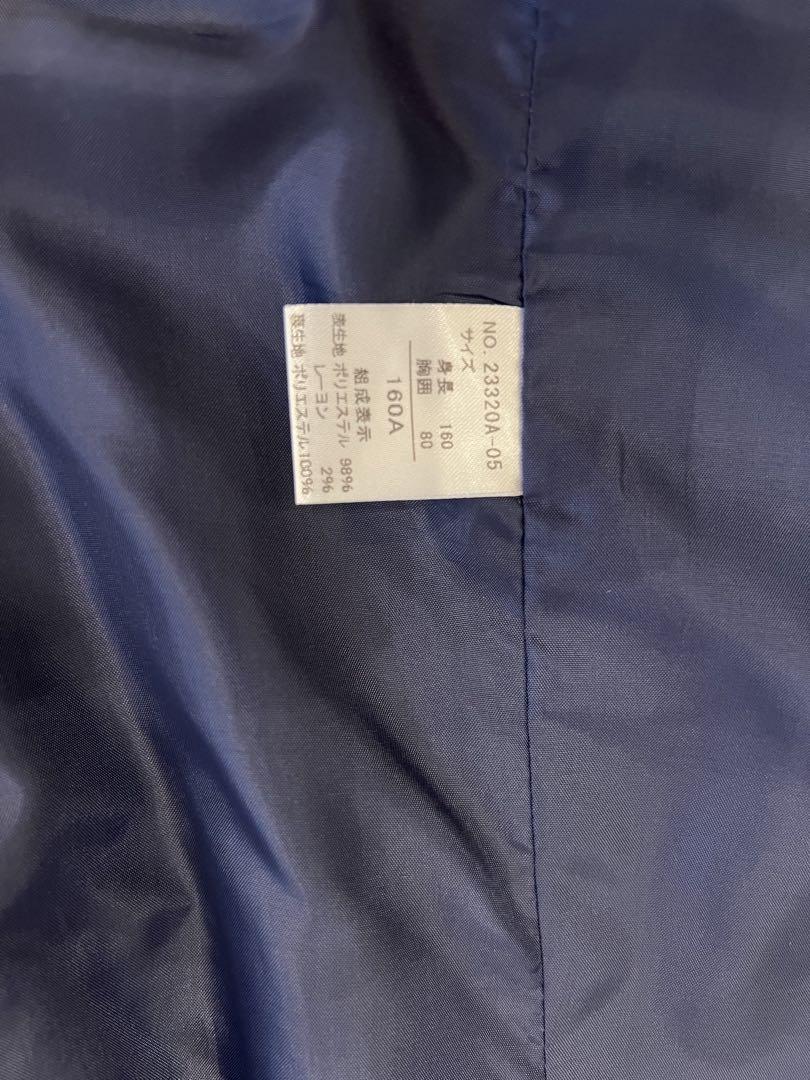 NO. 23320A-05
サイズ
身長 160
胸囲 80
160A
組成表示
表生地 ポリエステル 98%
レーヨン 2%
表生地 ポリエステル100%